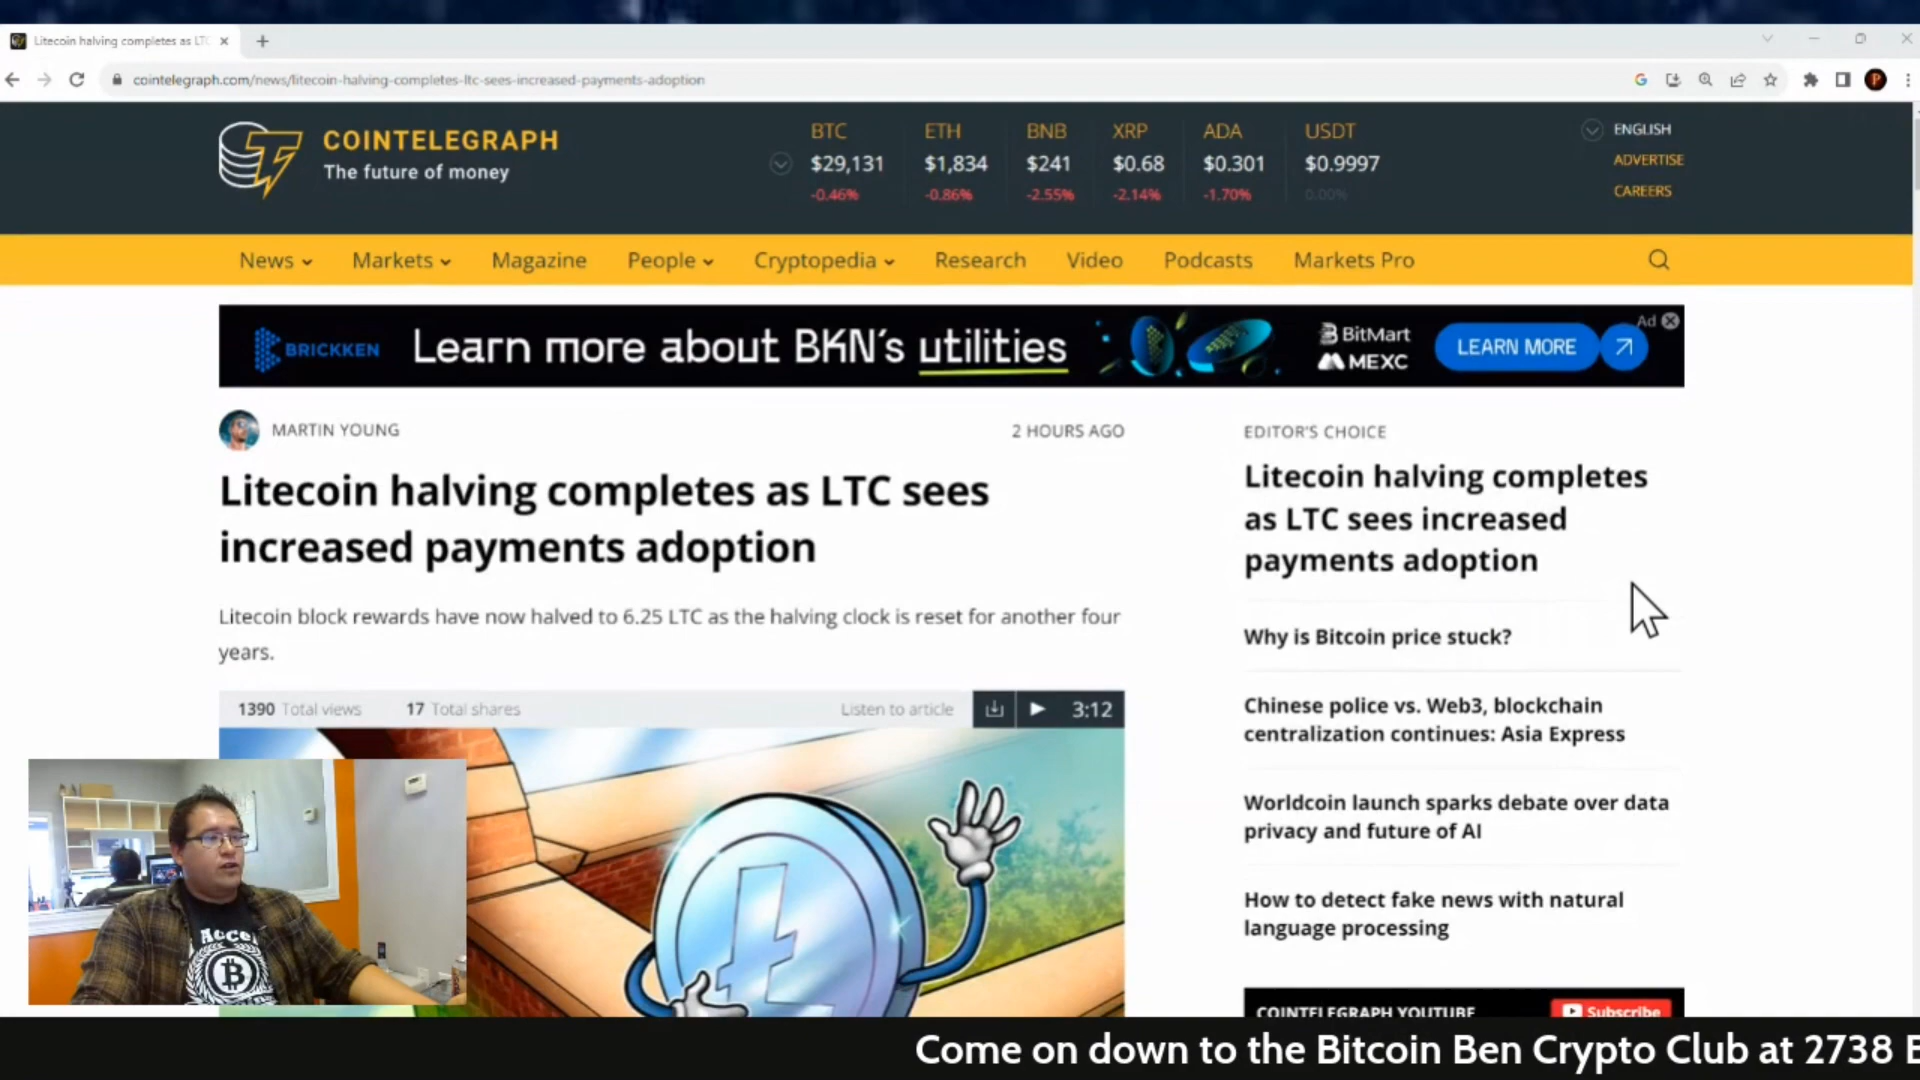 Litecoin halving completes as LTC
cointelegraph.com/news/litecoin-halving-completes-ltc-sees-increased-payments-adoption
COINTELEGRAPH
The future of money
BTC ETH BNB XRP ADA USDT
$29,131 $1,834 $241 $0.68 $0.301 $0.9997
-0.46% -0.86% -2.55% -2.14% -1.70% 0.00%
ENGLISH
ADVERTISE
CAREERS
News Markets Magazine People Cryptopedia Research Video Podcasts Markets Pro
BRICKKEN Learn more about BKN's utilities
BitMart
MEXC
LEARN MORE
Ad
MARTIN YOUNG
2 HOURS AGO
Litecoin halving completes as LTC sees
increased payments adoption
Litecoin block rewards have now halved to 6.25 LTC as the halving clock is reset for another four
years.
1390 Total views 17 Total shares Listen to article 3:12
EDITOR'S CHOICE
Litecoin halving completes
as LTC sees increased
payments adoption
Why is Bitcoin price stuck?
Chinese police vs. Web3, blockchain
centralization continues: Asia Express
Worldcoin launch sparks debate over data
privacy and future of AI
How to detect fake news with natural
language processing
COINTELEGRAPH YOUTUBE Subscribe
Come on down to the Bitcoin Ben Crypto Club at 2738